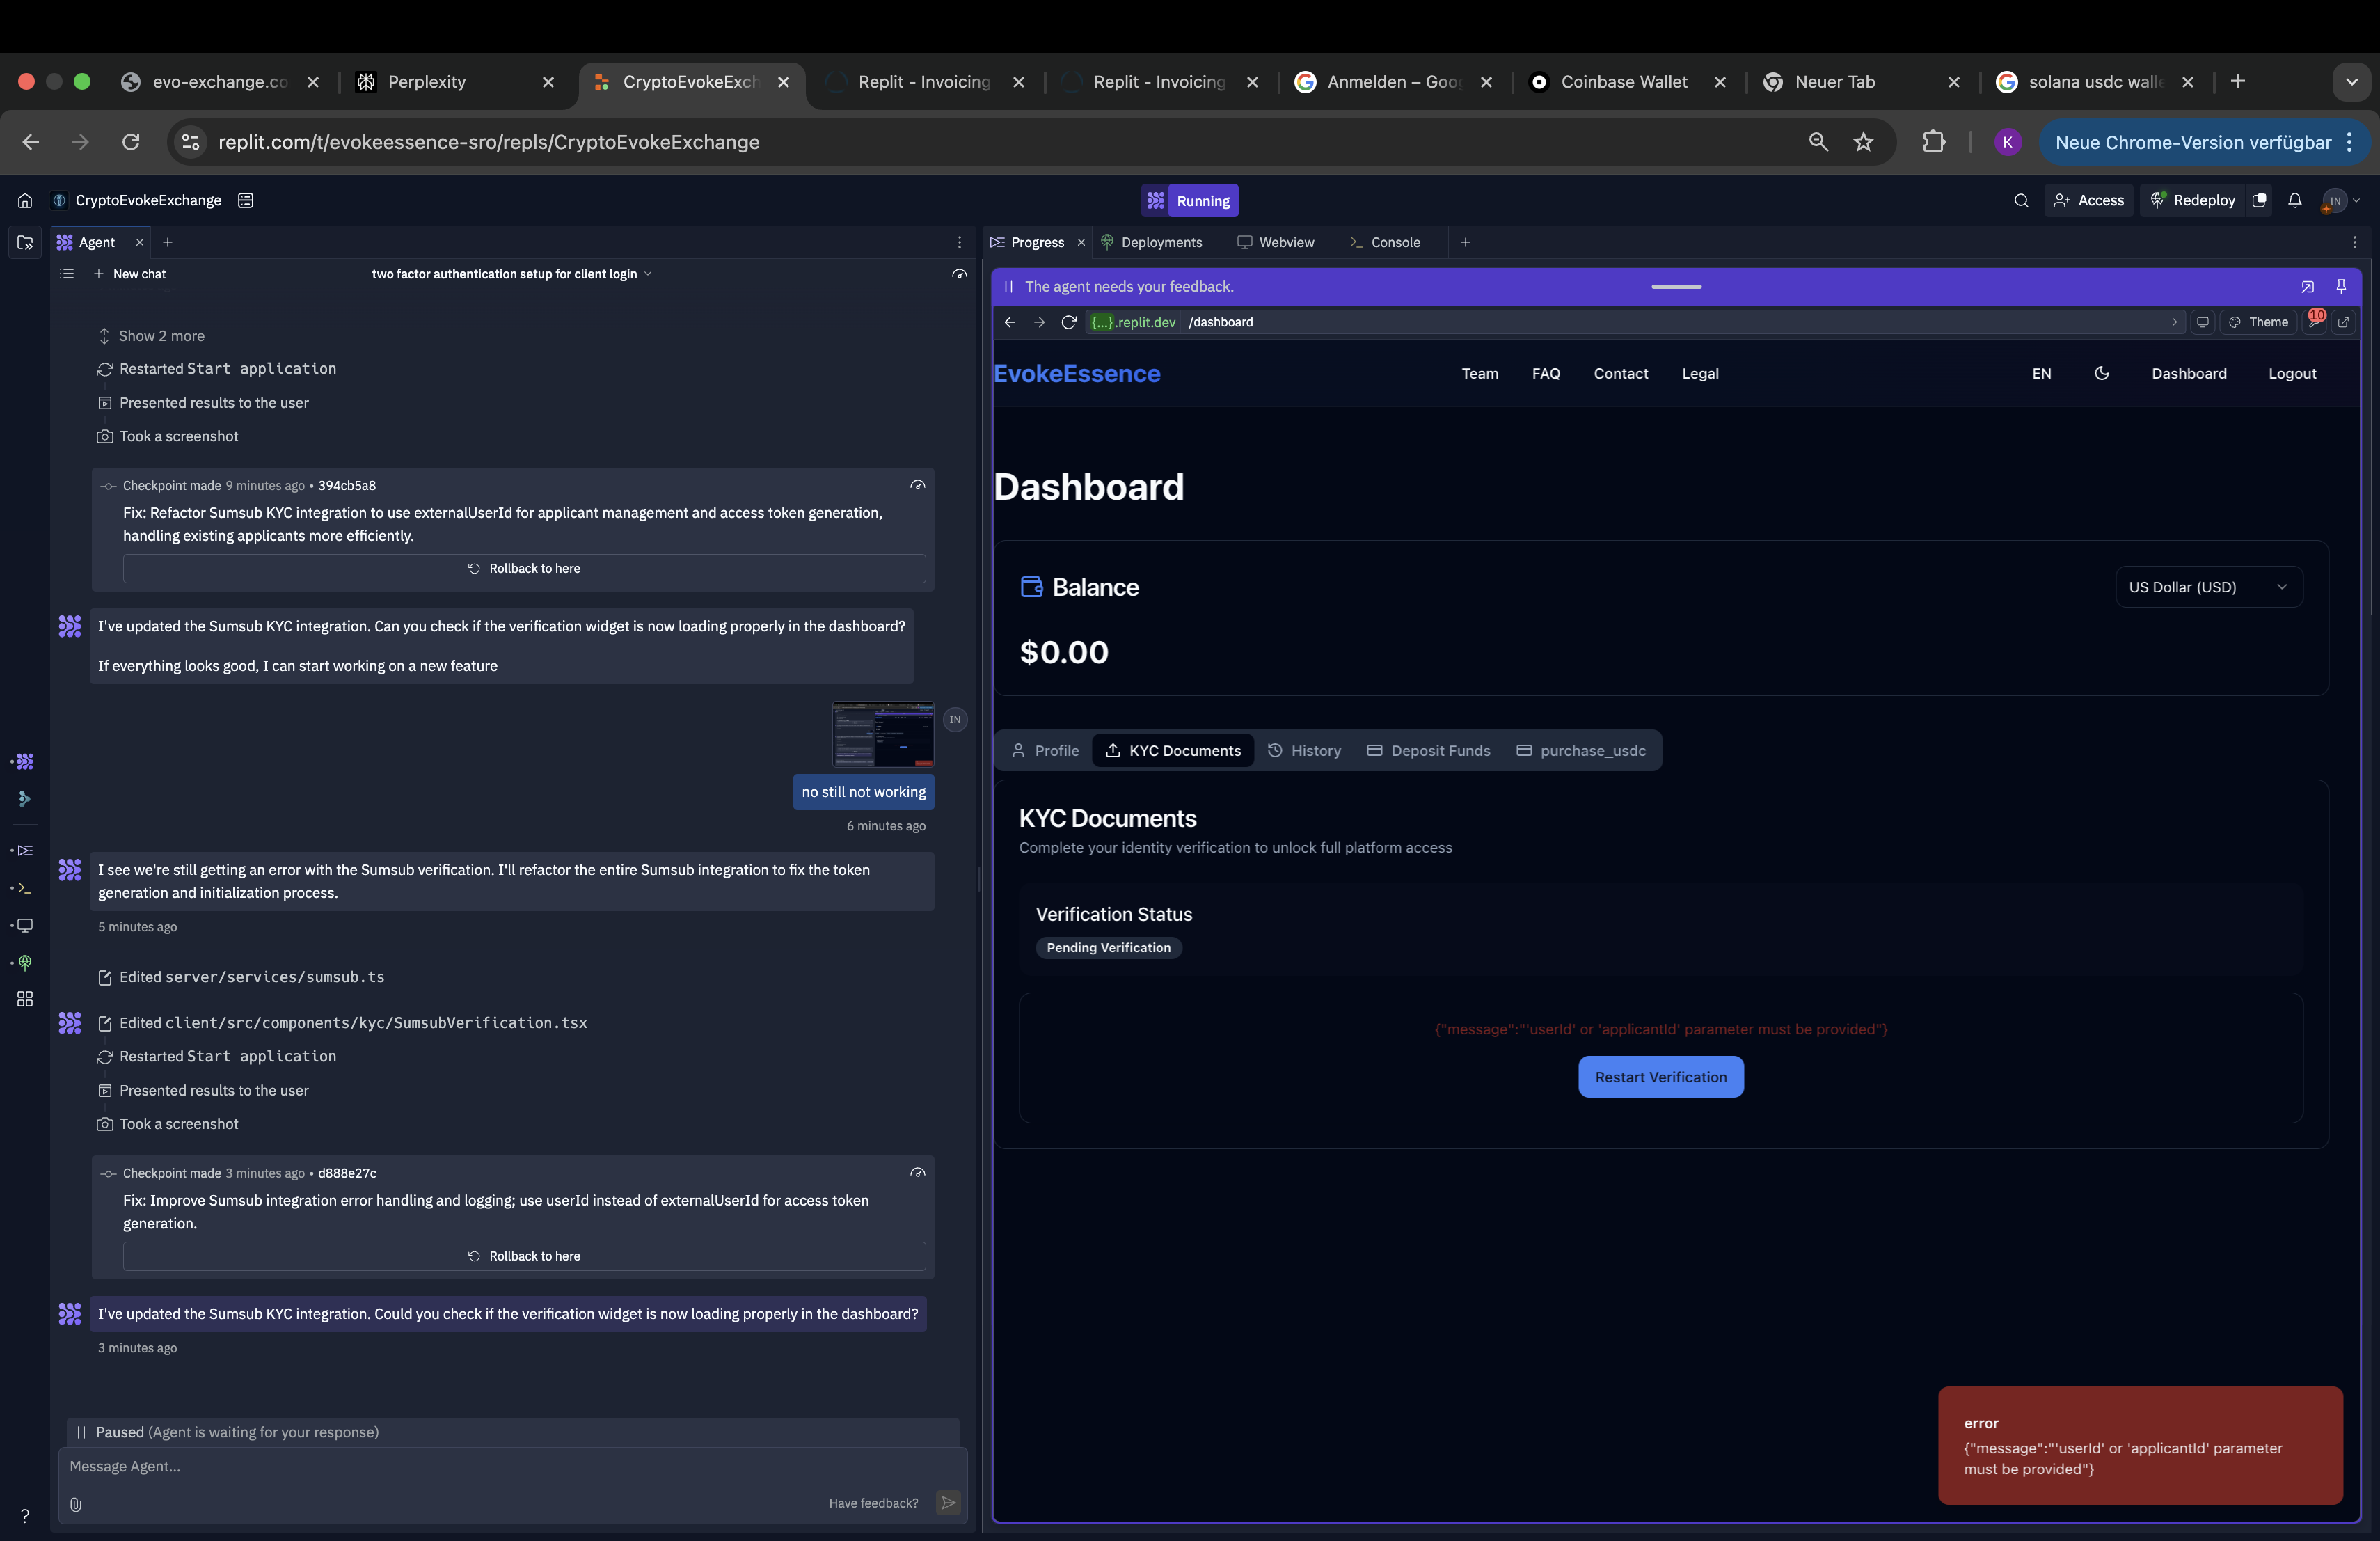 evo-exchange.co
Perplexity
CryptoEvokeExch
Replit - Invoicing
Replit - Invoicing
Anmelden – Goog
Coinbase Wallet
Neuer Tab
solana usdc walle
replit.com/t/evokeessence-sro/repls/CryptoEvokeExchange
K
Neue Chrome-Version verfügbar
CryptoEvokeExchange
Running
Access
Redeploy
IN
Agent
Progress
Deployments
Webview
Console
New chat
two factor authentication setup for client login
Show 2 more
Restarted Start application
Presented results to the user
Took a screenshot
Checkpoint made 9 minutes ago • 394cb5a8
Fix: Refactor Sumsub KYC integration to use externalUserId for applicant management and access token generation,
handling existing applicants more efficiently.
Rollback to here
I've updated the Sumsub KYC integration. Can you check if the verification widget is now loading properly in the dashboard?
If everything looks good, I can start working on a new feature
IN
no still not working
6 minutes ago
I see we're still getting an error with the Sumsub verification. I'll refactor the entire Sumsub integration to fix the token
generation and initialization process.
5 minutes ago
Edited server/services/sumsub.ts
Edited client/src/components/kyc/SumsubVerification.tsx
Restarted Start application
Presented results to the user
Took a screenshot
Checkpoint made 3 minutes ago • d888e27c
Fix: Improve Sumsub integration error handling and logging; use userId instead of externalUserId for access token
generation.
Rollback to here
I've updated the Sumsub KYC integration. Could you check if the verification widget is now loading properly in the dashboard?
3 minutes ago
Paused (Agent is waiting for your response)
Message Agent...
Have feedback?
?
The agent needs your feedback.
{...}.replit.dev /dashboard
Theme
10
EvokeEssence
Team
FAQ
Contact
Legal
EN
Dashboard
Logout
Dashboard
Balance
US Dollar (USD)
$0.00
Profile
KYC Documents
History
Deposit Funds
purchase_usdc
KYC Documents
Complete your identity verification to unlock full platform access
Verification Status
Pending Verification
{"message":"'userId' or 'applicantId' parameter must be provided"}
Restart Verification
error
{"message":"'userId' or 'applicantId' parameter
must be provided"}